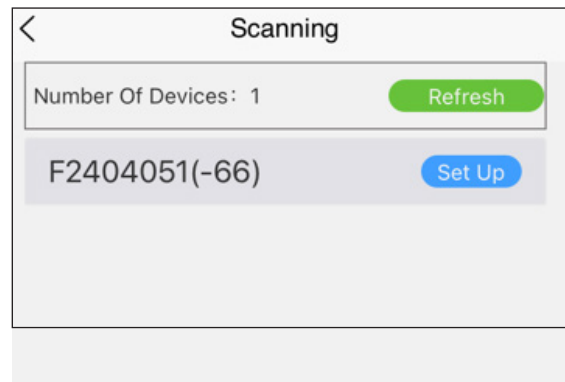 Scanning
Number Of Devices: 1 Refresh
F2404051(-66) Set Up